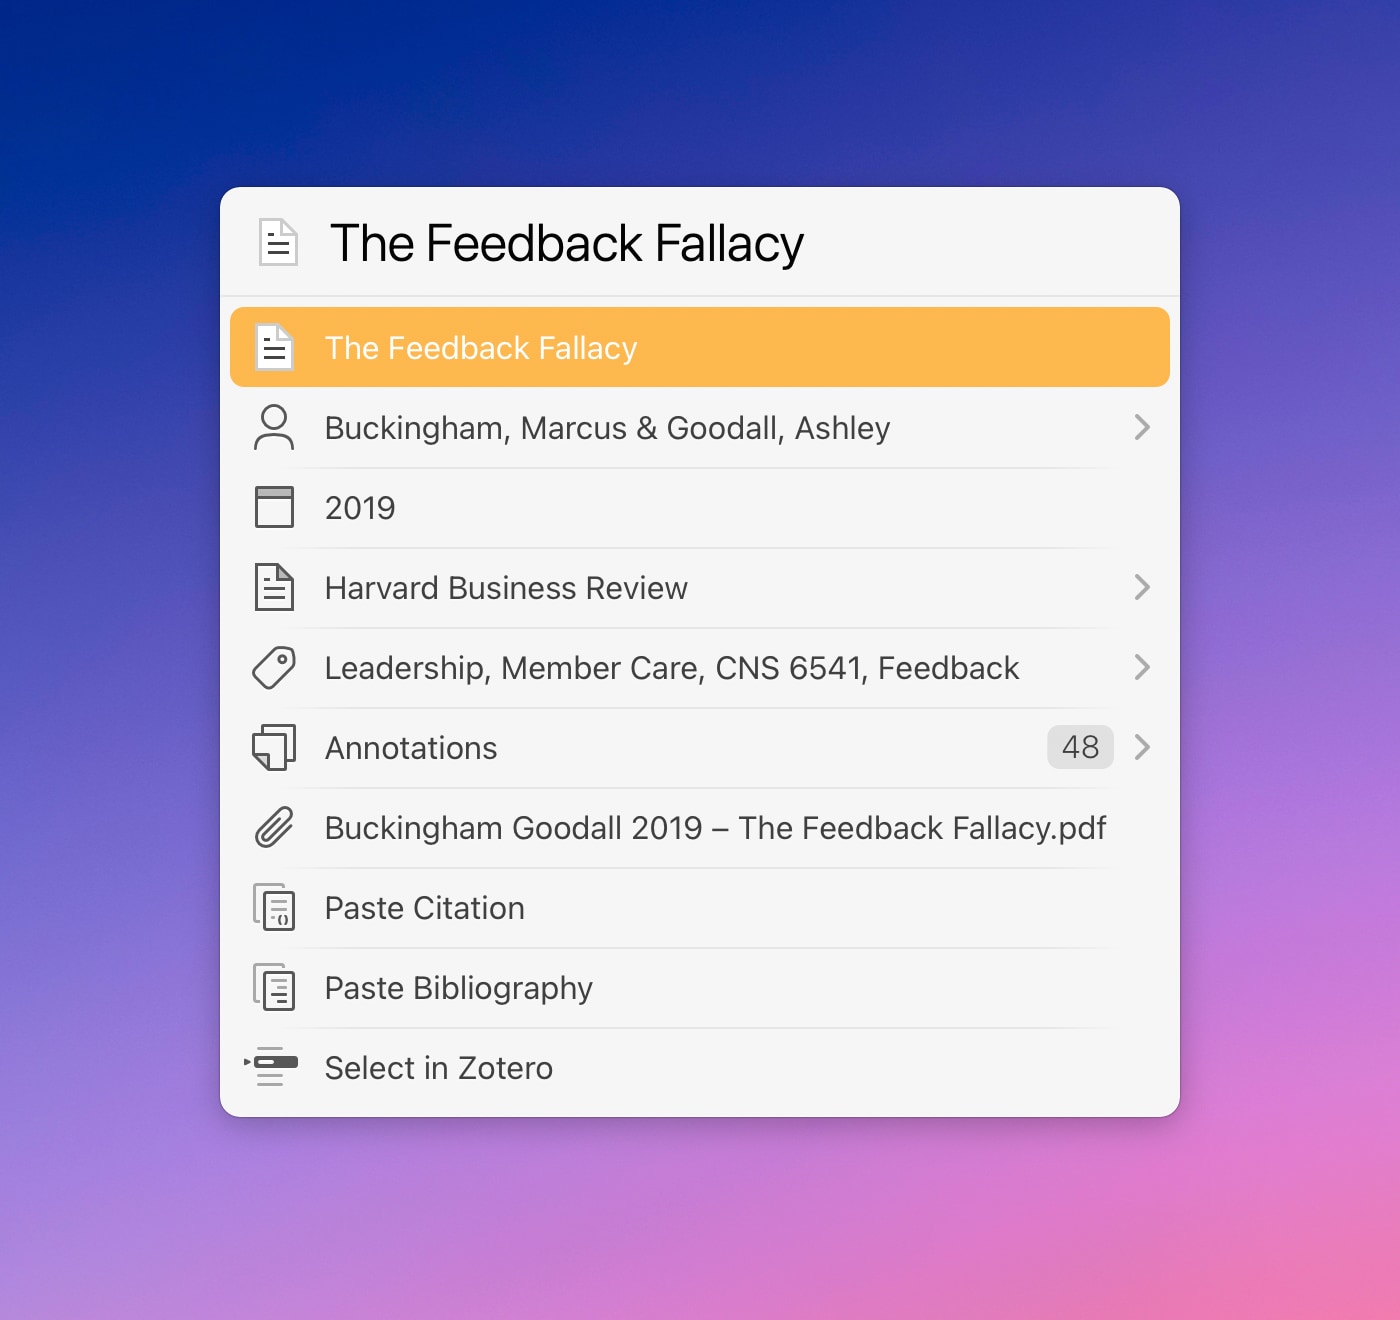 The Feedback Fallacy
The Feedback Fallacy
Buckingham, Marcus & Goodall, Ashley
2019
Harvard Business Review
Leadership, Member Care, CNS 6541, Feedback
Annotations 48
Buckingham Goodall 2019 – The Feedback Fallacy.pdf
Paste Citation
Paste Bibliography
Select in Zotero